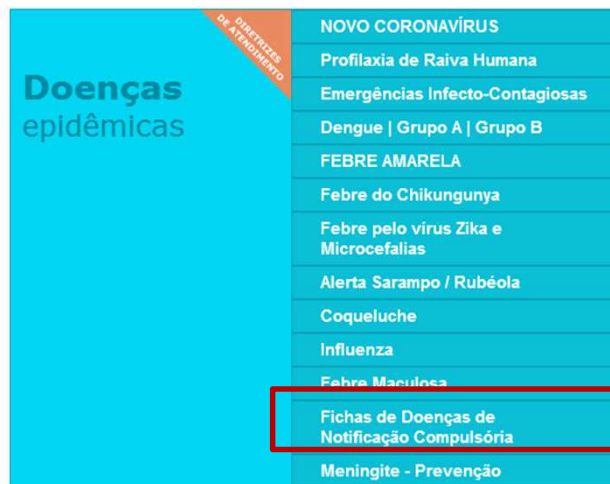 DIRETRIZES
DE ATENDIMENTO
Doenças
epidêmicas
NOVO CORONAVÍRUS
Profilaxia de Raiva Humana
Emergências Infecto-Contagiosas
Dengue | Grupo A | Grupo B
FEBRE AMARELA
Febre do Chikungunya
Febre pelo vírus Zika e
Microcefalias
Alerta Sarampo / Rubéola
Coqueluche
Influenza
Febre Maculosa
Fichas de Doenças de
Notificação Compulsória
Meningite - Prevenção